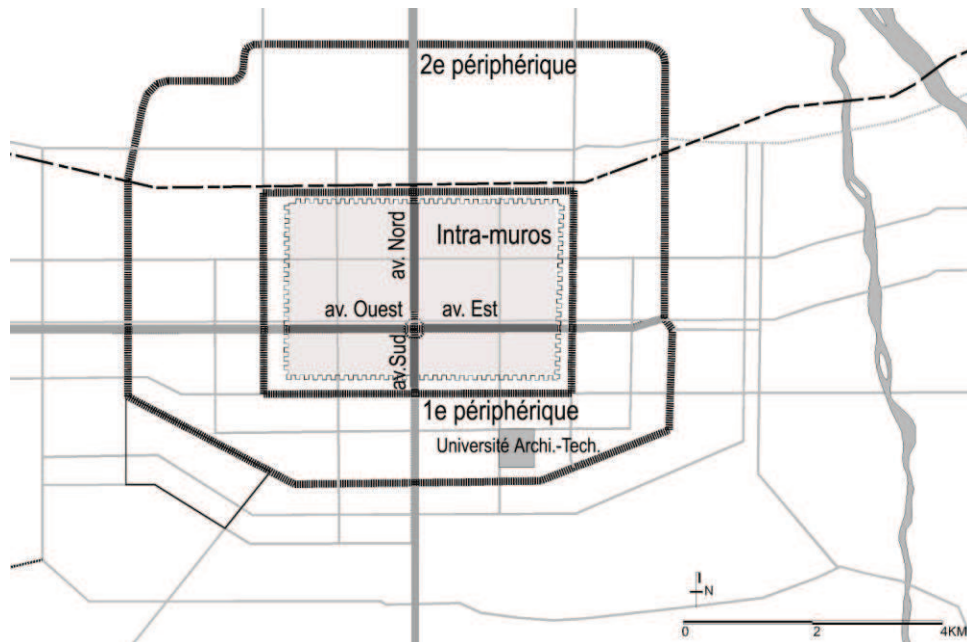 2e périphérique
av. Nord
Intra-muros
av. Ouest
av. Est
av.Sud
1e périphérique
Université Archi.-Tech.
N
0
2
4KM